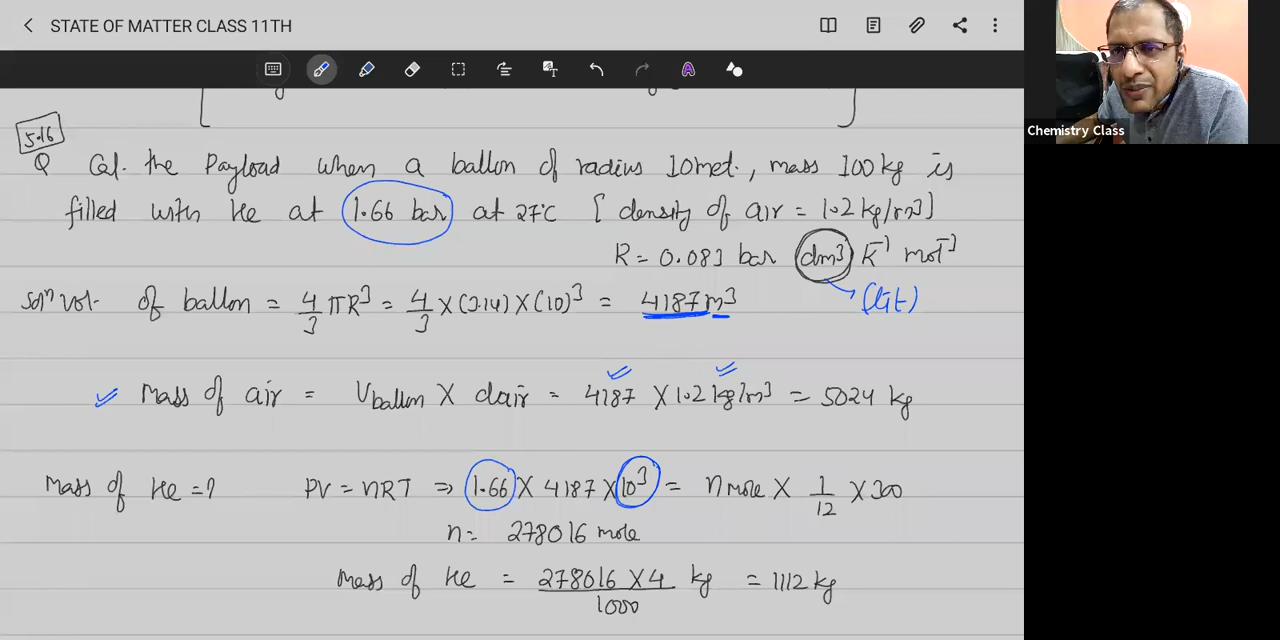 STATE OF MATTER CLASS 11TH
Chemistry Class
5.16
Q Cal. the Payload when a ballon of radius 10met., mass 100kg is
filled with He at 1.66 bar at 27°C [ density of air = 1.2 kg/m3]
R = 0.083 bar dm3 K-1 mol-1
Soln vol. of ballon = 4/3 πR3 = 4/3 × (3.14) × (10)3 = 4187 m3
(lit)
Mass of air = Vballon × dair = 4187 × 1.2 kg/m3 = 5024 kg
Mass of He = ? PV = nRT ⇒ 1.66 × 4187 × 103 = n mole × 1/12 × 300
n = 278016 mole
Mass of He = 278016 × 4 / 1000 kg = 1112 kg